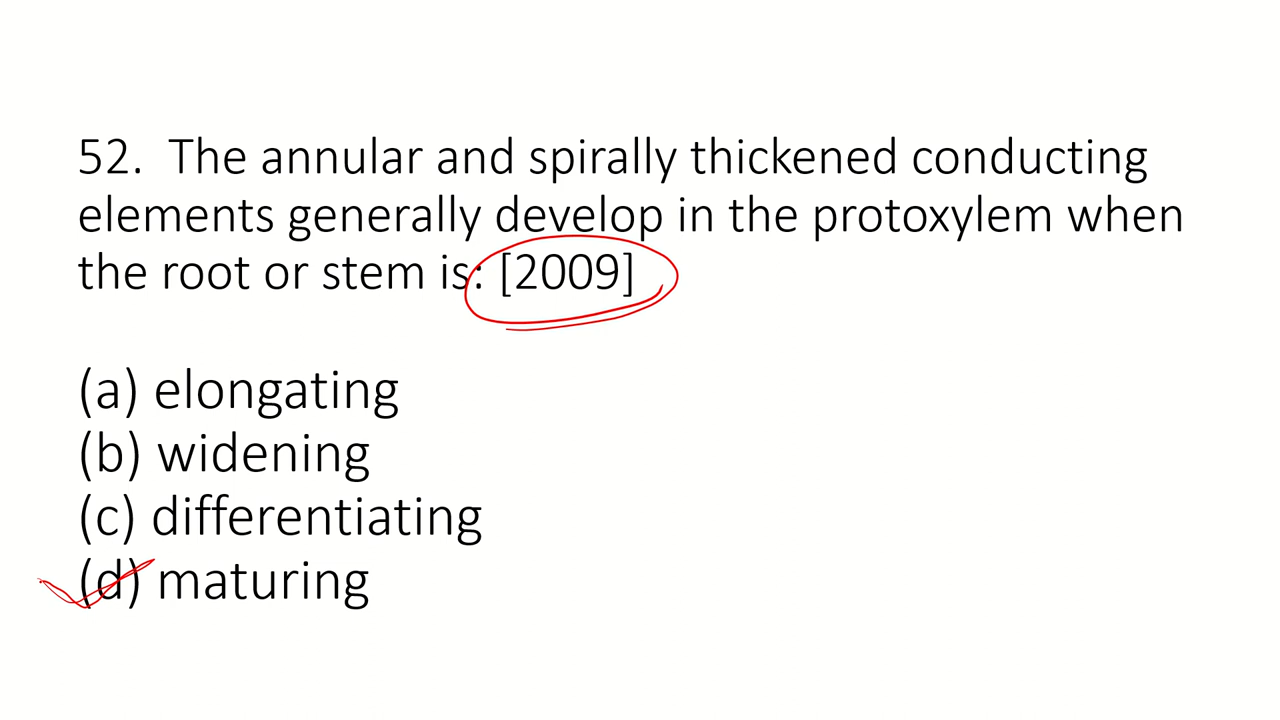 52. The annular and spirally thickened conducting
elements generally develop in the protoxylem when
the root or stem is: [2009]
(a) elongating
(b) widening
(c) differentiating
(d) maturing